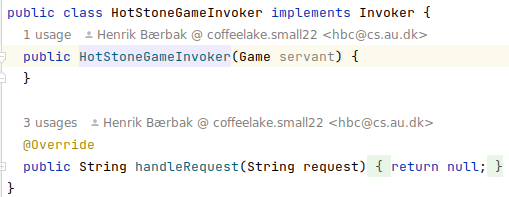 public class HotStoneGameInvoker implements Invoker {
1 usage Henrik Bærbak @ coffeelake.small22 <hbc@cs.au.dk>
public HotStoneGameInvoker(Game servant) {
}
3 usages Henrik Bærbak @ coffeelake.small22 <hbc@cs.au.dk>
@Override
public String handleRequest(String request) { return null; }
}